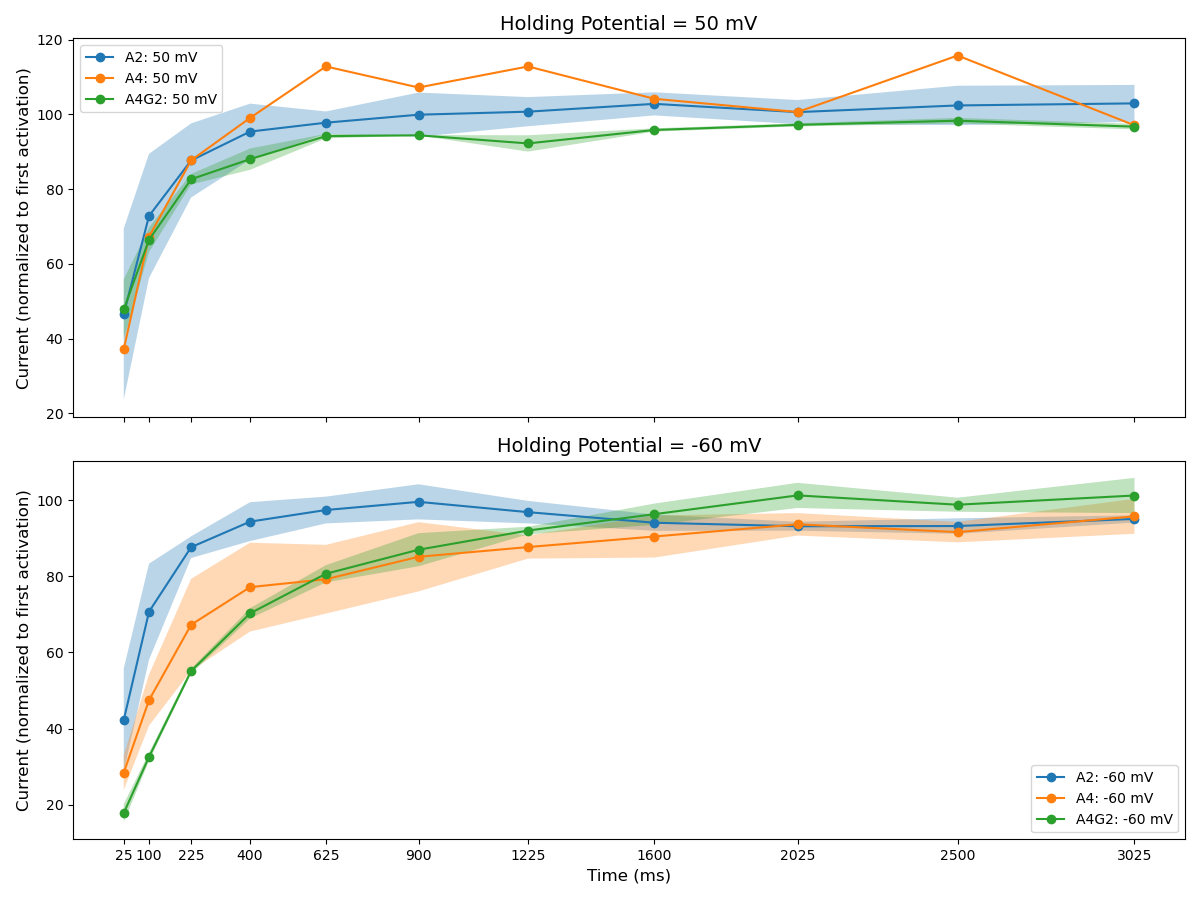 Holding Potential = 50 mV
Current (normalized to first activation)
120
100
80
60
40
20
A2: 50 mV
A4: 50 mV
A4G2: 50 mV
Holding Potential = -60 mV
Current (normalized to first activation)
100
80
60
40
20
A2: -60 mV
A4: -60 mV
A4G2: -60 mV
25 100 225 400 625 900 1225 1600 2025 2500 3025
Time (ms)